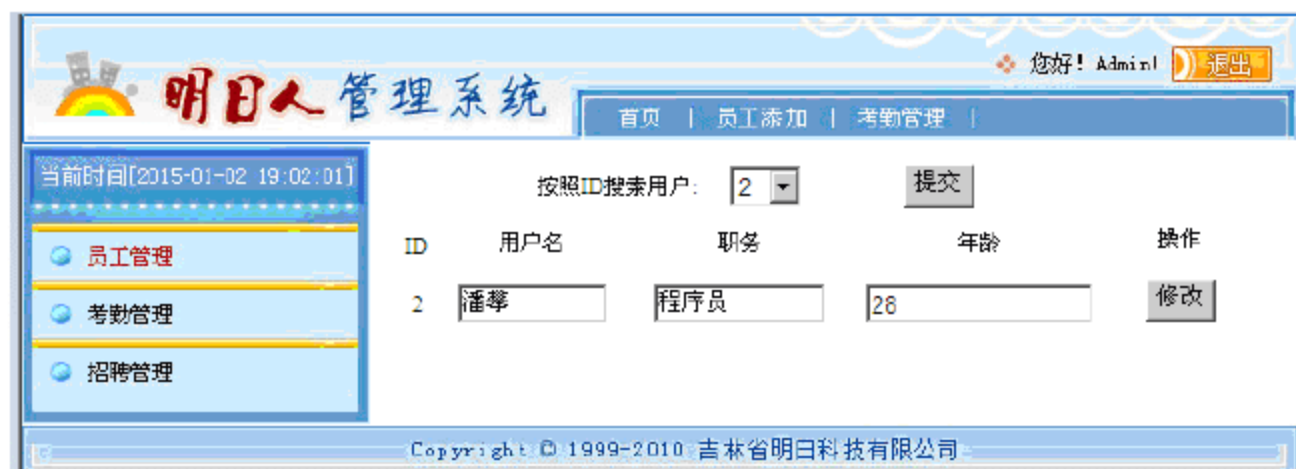 您好！Admin! 退出
明日人管理系统
首页 | 员工添加 | 考勤管理 |
当前时间[2015-01-02 19:02:01]
按照ID搜索用户: 2 提交
员工管理
ID 用户名 职务 年龄 操作
2 程序员 28 修改
考勤管理
招聘管理
Copyright © 1999-2010 吉林省明日科技有限公司